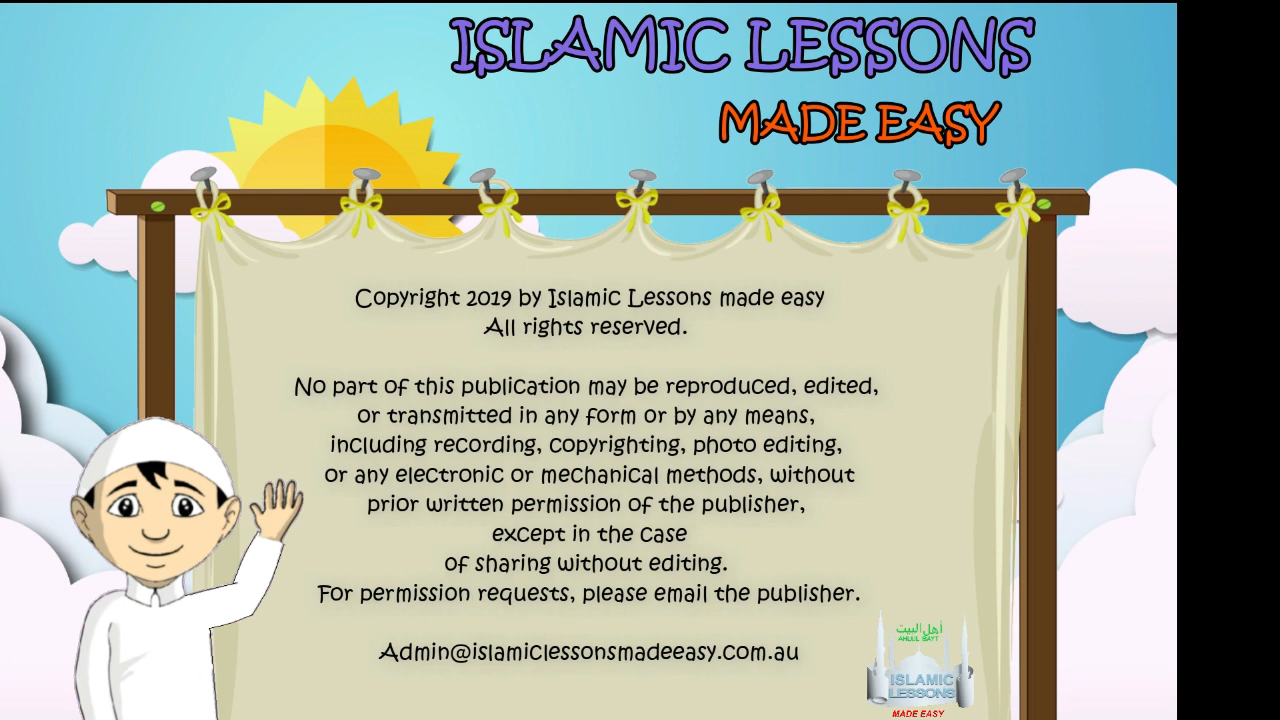 ISLAMIC LESSONS
MADE EASY
Copyright 2019 by Islamic Lessons made easy
All rights reserved.
No part of this publication may be reproduced, edited,
or transmitted in any form or by any means,
including recording, copyrighting, photo editing,
or any electronic or mechanical methods, without
prior written permission of the publisher,
except in the case
of sharing without editing.
For permission requests, please email the publisher.
Admin@islamiclessonsmadeeasy.com.au
أهل البيت
AHLUL BAYT
ISLAMIC
LESSONS
MADE EASY